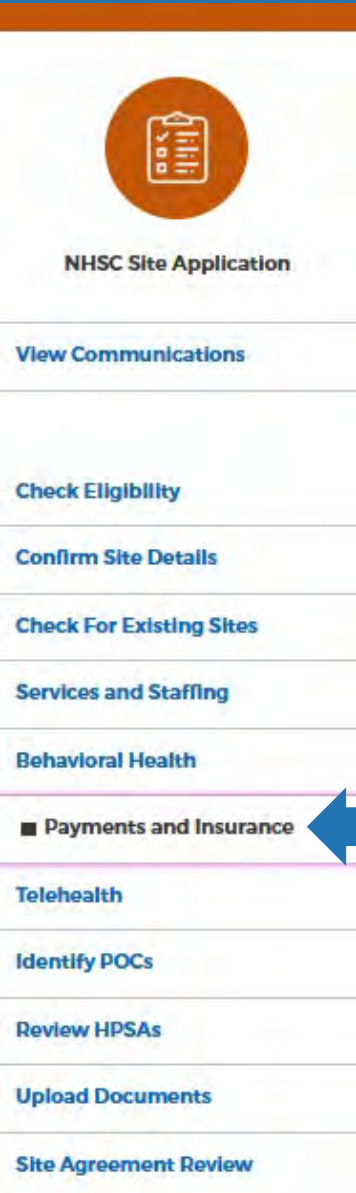 NHSC Site Application
View Communications
Check Eligibility
Confirm Site Details
Check For Existing Sites
Services and Staffing
Behavioral Health
Payments and Insurance
Telehealth
Identify POCs
Review HPSAs
Upload Documents
Site Agreement Review